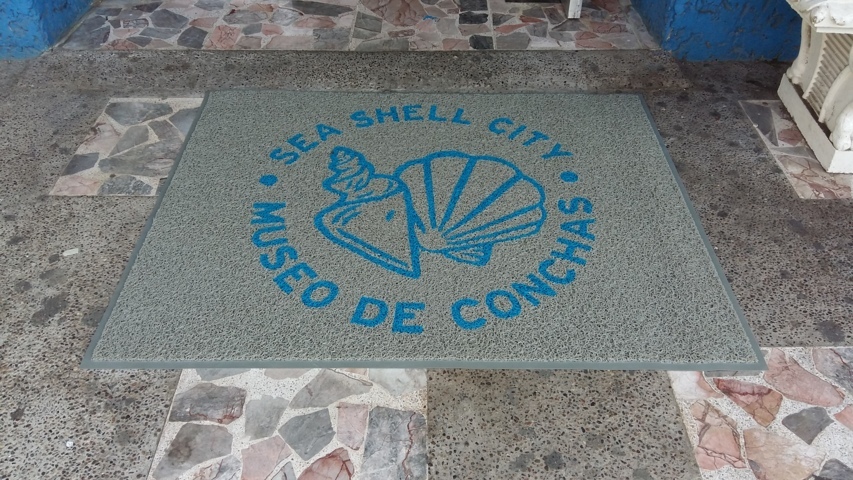 SEA SHELL CITY
MUSEO DE CONCHAS